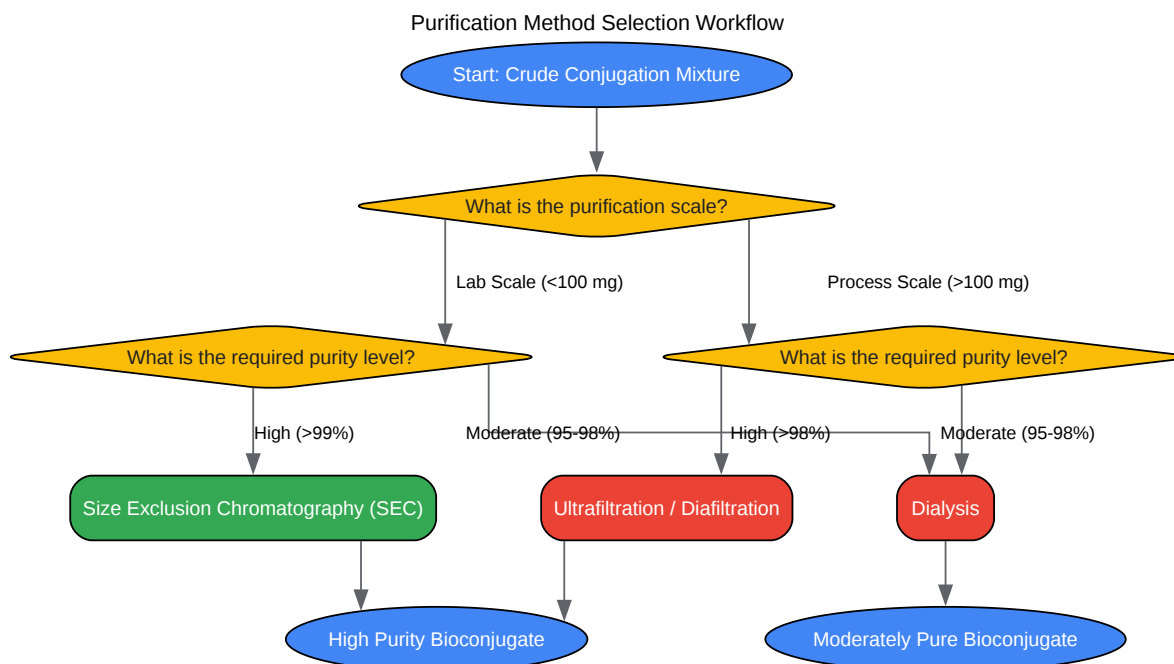 Purification Method Selection Workflow
Start: Crude Conjugation Mixture
What is the purification scale?
Lab Scale (<100 mg)
Process Scale (>100 mg)
What is the required purity level?
What is the required purity level?
High (>99%)
Moderate (95-98%)
High (>98%)
Moderate (95-98%)
Size Exclusion Chromatography (SEC)
Ultrafiltration / Diafiltration
Dialysis
High Purity Bioconjugate
Moderately Pure Bioconjugate